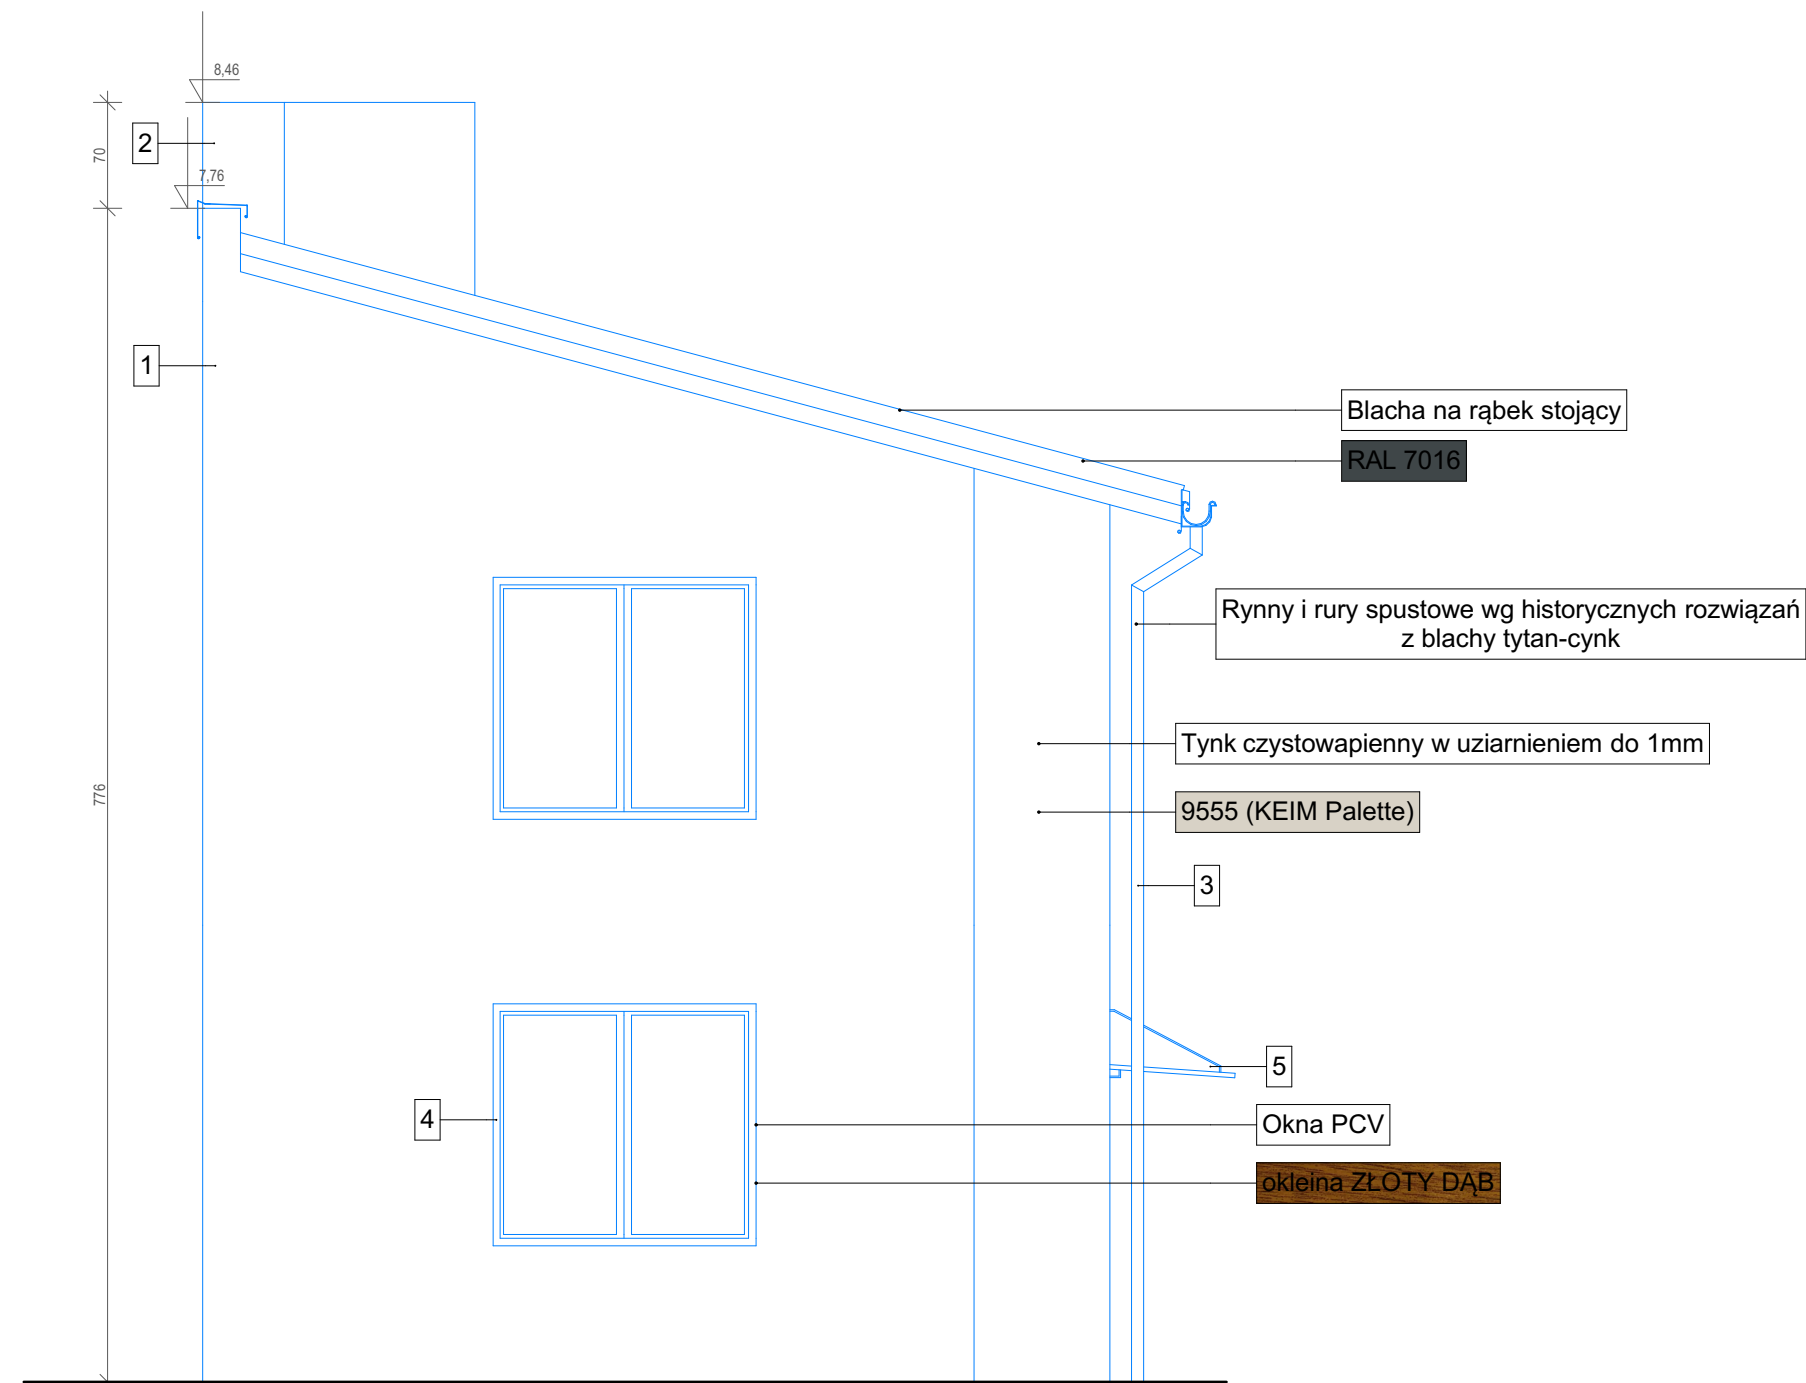 8,46
2
70
7,76
1
Blacha na rąbek stojący
RAL 7016
Rynny i rury spustowe wg historycznych rozwiązań
z blachy tytan-cynk
Tynk czystowapienny w uziarnieniem do 1mm
776
9555 (KEIM Palette)
3
5
4
Okna PCV
okleina ZŁOTY DĄB